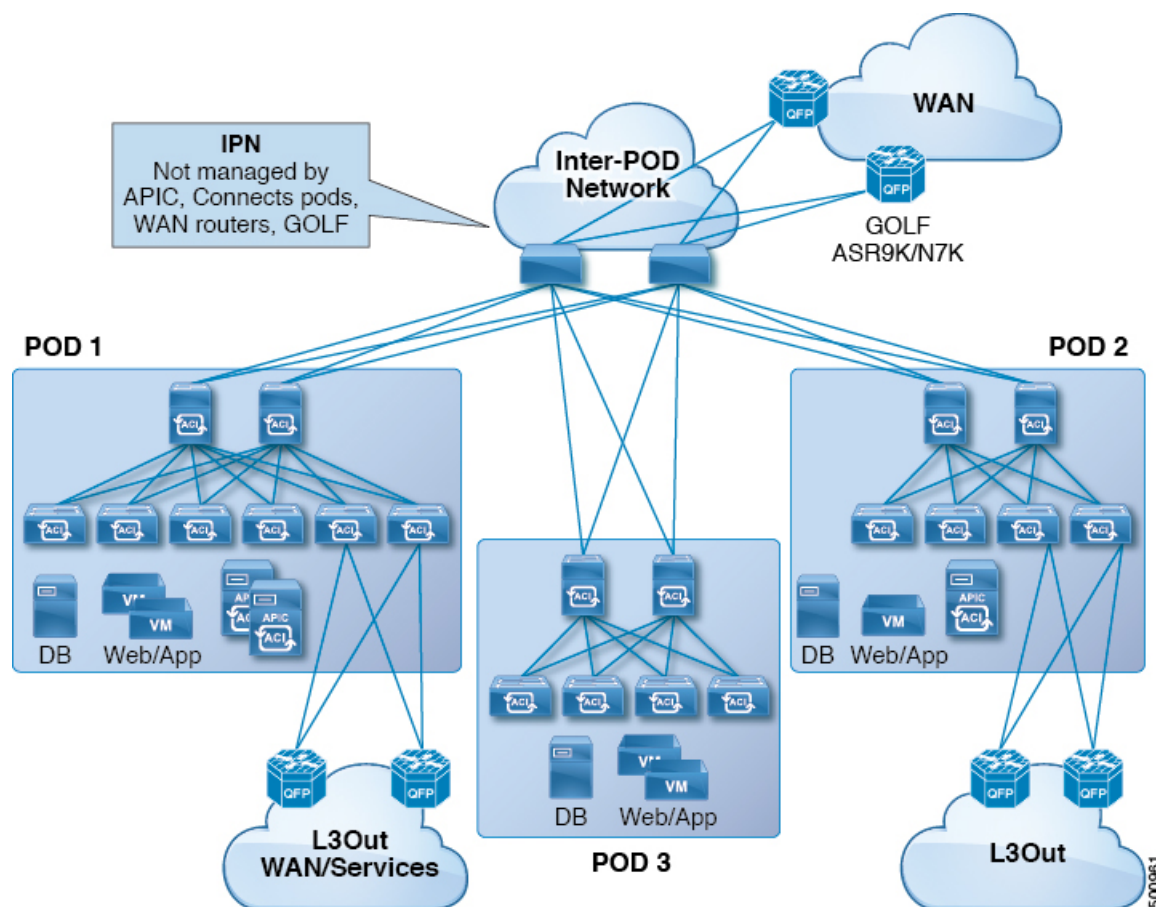 WAN
QFP
QFP
GOLF
ASR9K/N7K
IPN
Not managed by
APIC, Connects pods,
WAN routers, GOLF
Inter-POD
Network
POD 1
POD 2
ACI
ACI
ACI
ACI
ACI
ACI
ACI
ACI
ACI
ACI
ACI
ACI
ACI
ACI
DB
VM
VM
Web/App
APIC
ACI
APIC
ACI
DB
VM
Web/App
APIC
ACI
ACI
ACI
ACI
ACI
ACI
ACI
DB
VM
VM
Web/App
POD 3
QFP
QFP
L3Out
WAN/Services
QFP
QFP
L3Out
500961